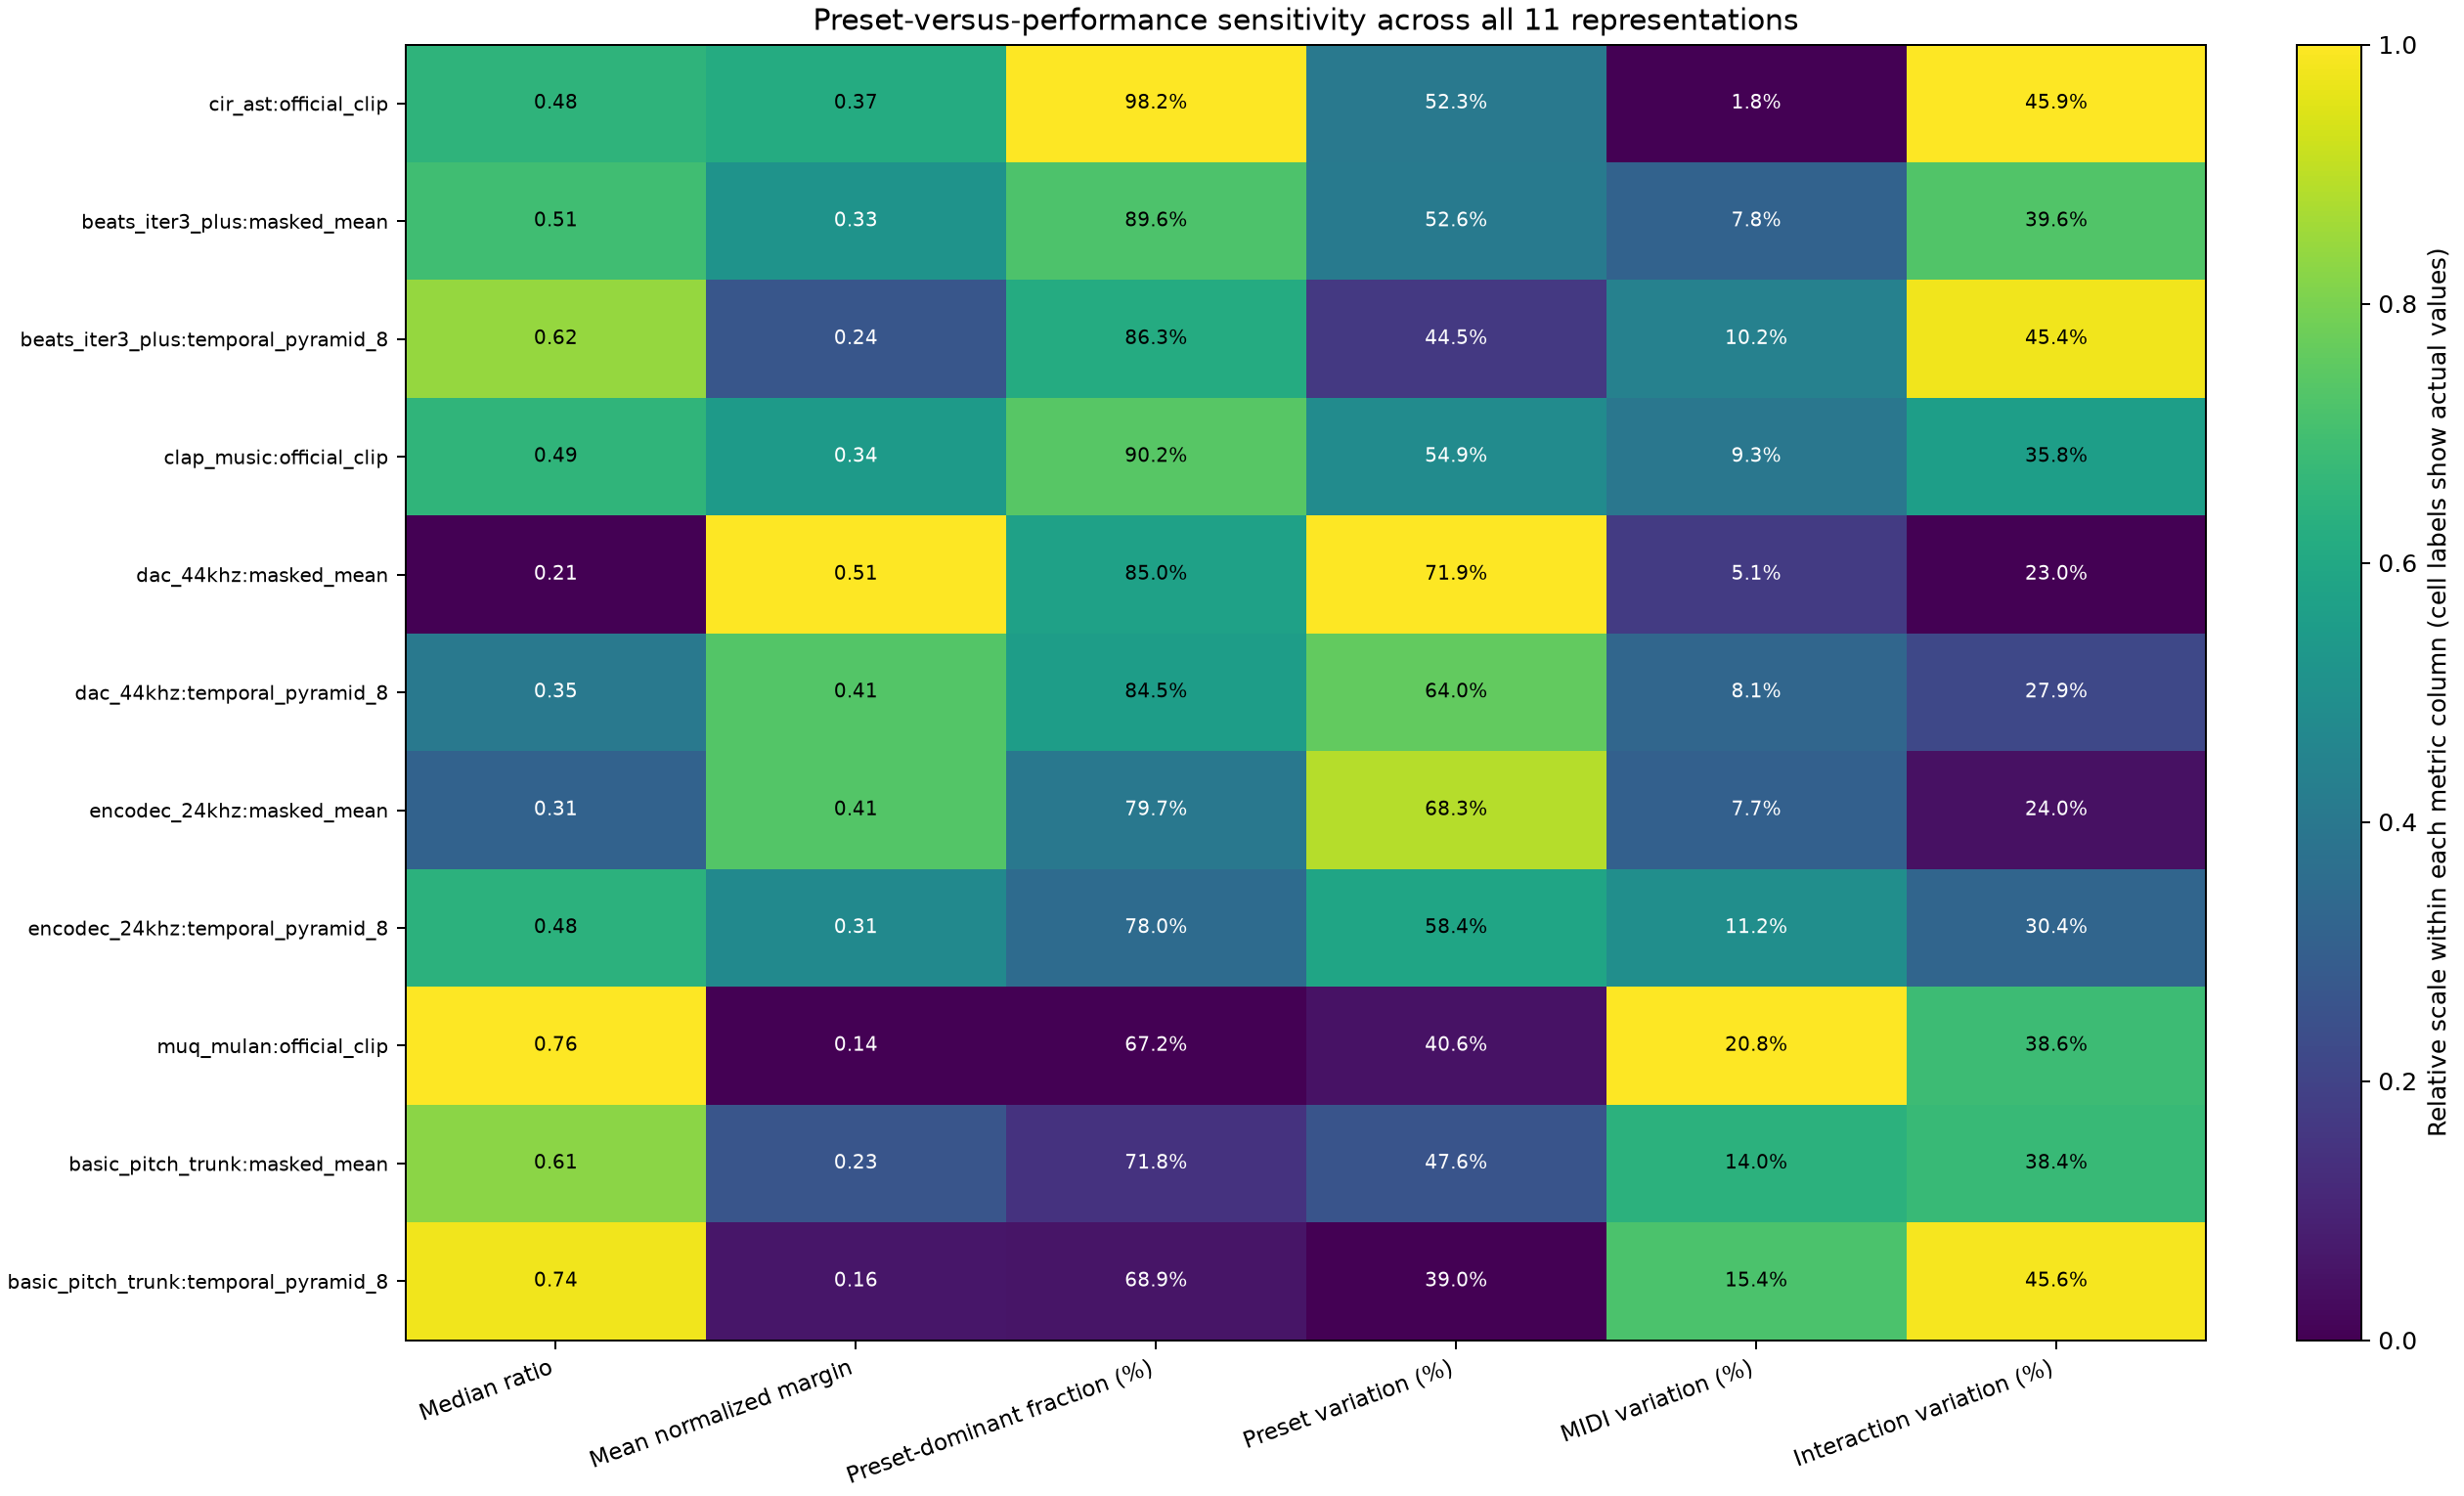 Preset-versus-performance sensitivity across all 11 representations
cir_ast:official_clip 0.48 0.37 98.2% 52.3% 1.8% 45.9%
beats_iter3_plus:masked_mean 0.51 0.33 89.6% 52.6% 7.8% 39.6%
beats_iter3_plus:temporal_pyramid_8 0.62 0.24 86.3% 44.5% 10.2% 45.4%
clap_music:official_clip 0.49 0.34 90.2% 54.9% 9.3% 35.8%
dac_44khz:masked_mean 0.21 0.51 85.0% 71.9% 5.1% 23.0%
dac_44khz:temporal_pyramid_8 0.35 0.41 84.5% 64.0% 8.1% 27.9%
encodec_24khz:masked_mean 0.31 0.41 79.7% 68.3% 7.7% 24.0%
encodec_24khz:temporal_pyramid_8 0.48 0.31 78.0% 58.4% 11.2% 30.4%
muq_mulan:official_clip 0.76 0.14 67.2% 40.6% 20.8% 38.6%
basic_pitch_trunk:masked_mean 0.61 0.23 71.8% 47.6% 14.0% 38.4%
basic_pitch_trunk:temporal_pyramid_8 0.74 0.16 68.9% 39.0% 15.4% 45.6%
Median ratio
Mean normalized margin
Preset-dominant fraction (%)
Preset variation (%)
MIDI variation (%)
Interaction variation (%)
1.0
0.8
0.6
0.4
0.2
0.0
Relative scale within each metric column (cell labels show actual values)